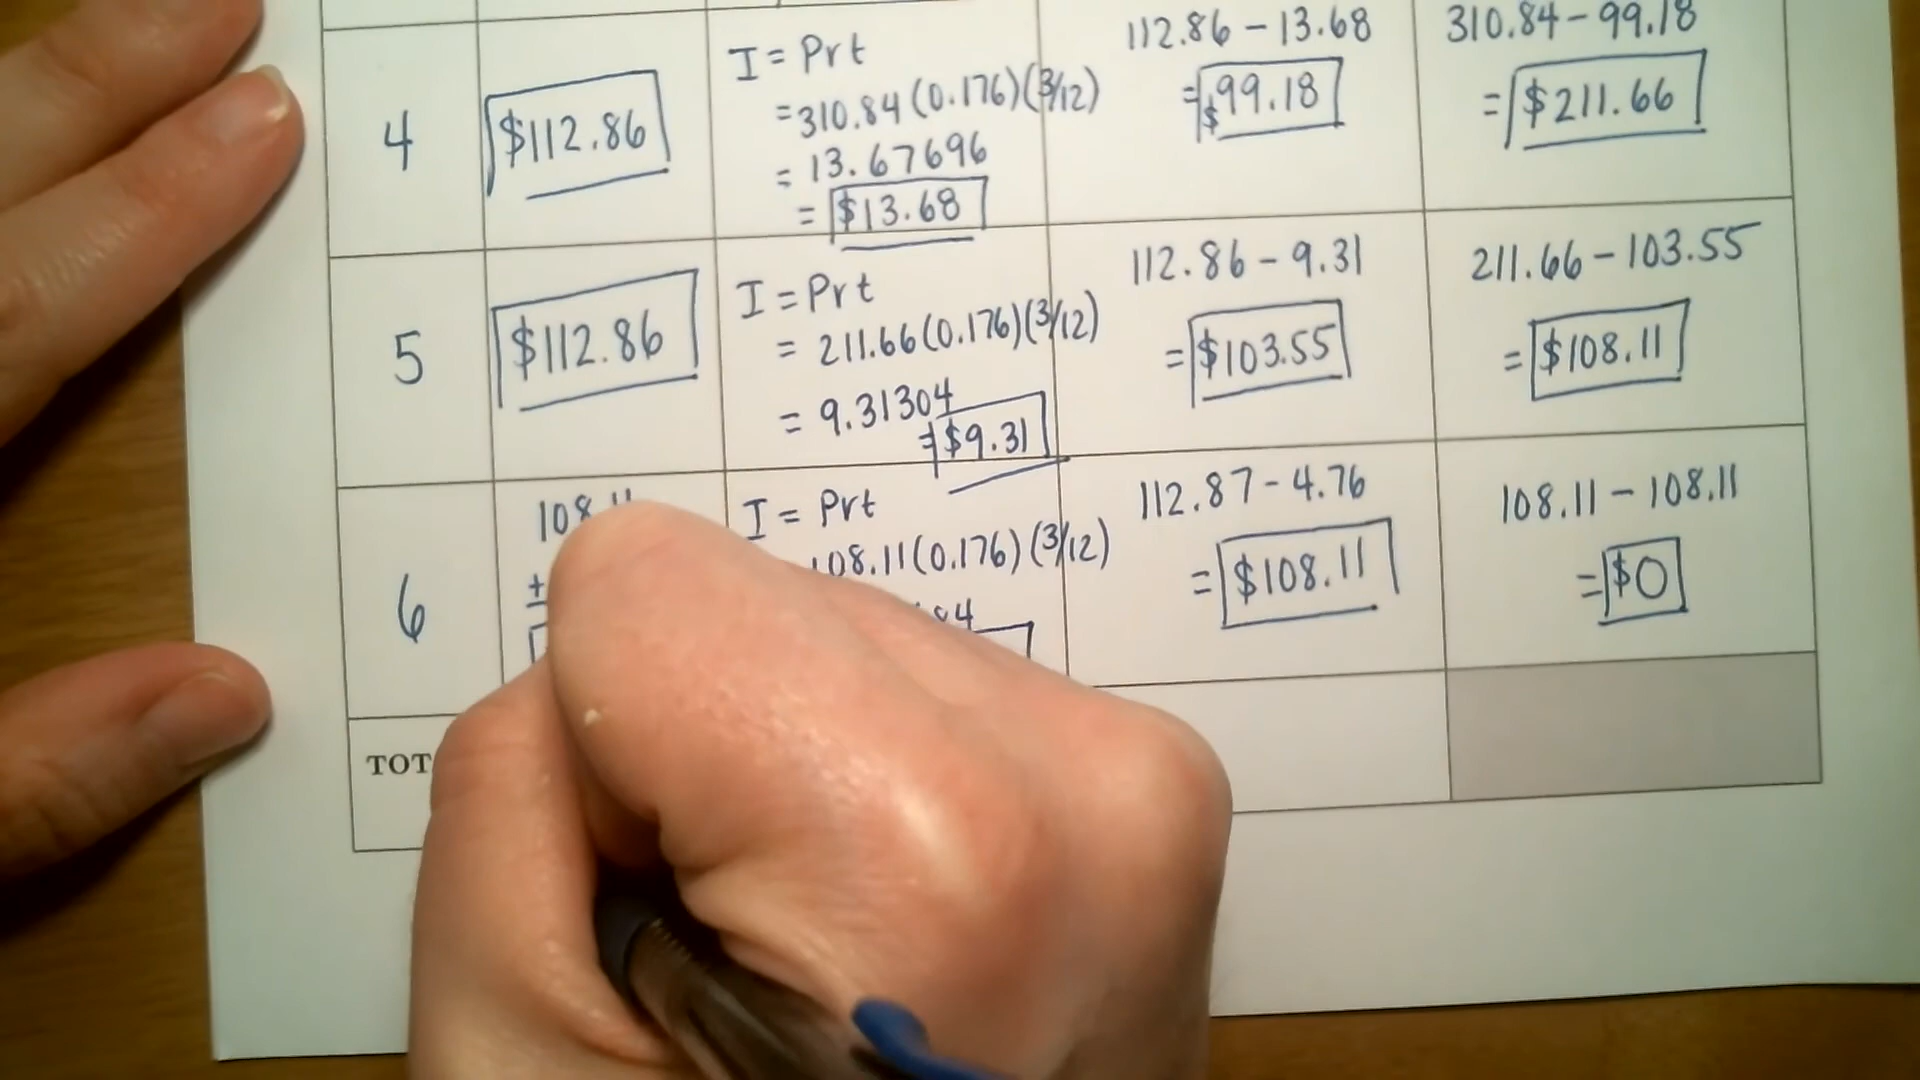 4
$112.86
I = Prt
= 310.84 (0.176)(3/12)
= 13.67696
= $13.68
112.86 - 13.68
= $99.18
310.84 - 99.18
= $211.66
5
$112.86
I = Prt
= 211.66(0.176)(3/12)
= 9.31304
= $9.31
112.86 - 9.31
= $103.55
211.66 - 103.55
= $108.11
6
108.11
+
I = Prt
108.11(0.176)(3/12)
4
112.87 - 4.76
= $108.11
108.11 - 108.11
= $0
TOT